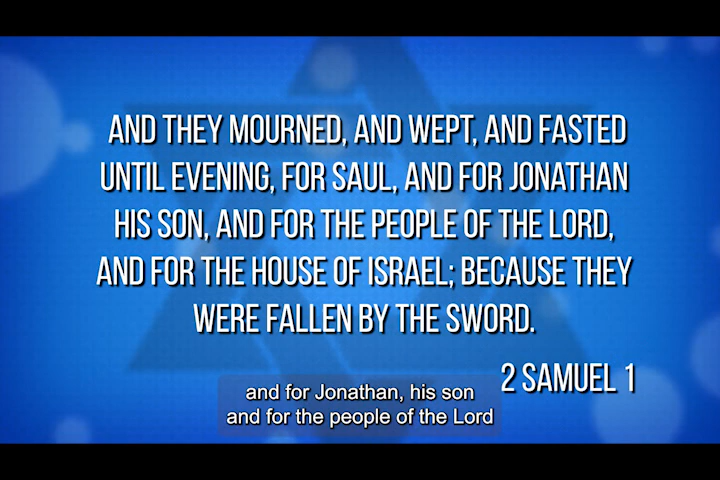 AND THEY MOURNED, AND WEPT, AND FASTED
UNTIL EVENING, FOR SAUL, AND FOR JONATHAN
HIS SON, AND FOR THE PEOPLE OF THE LORD,
AND FOR THE HOUSE OF ISRAEL; BECAUSE THEY
WERE FALLEN BY THE SWORD.
2 SAMUEL 1
and for Jonathan, his son
and for the people of the Lord